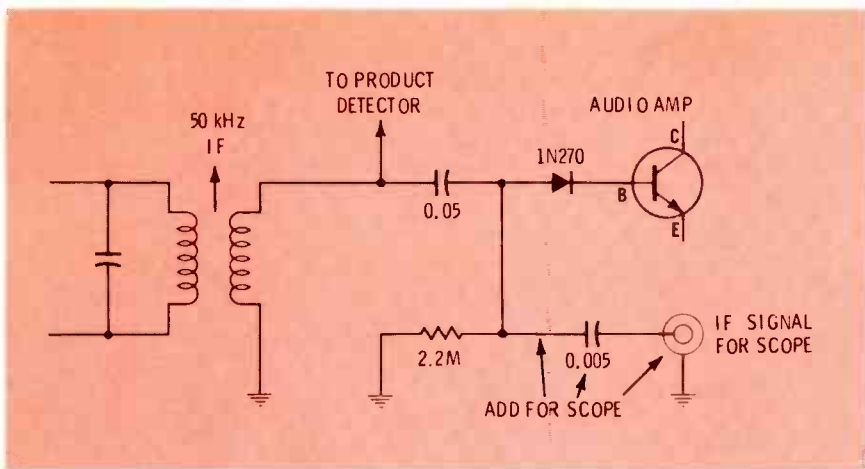 TO PRODUCT
DETECTOR
AUDIO AMP
50 kHz
IF
C
1N270
B
0.05
E
2.2M
0.005
IF SIGNAL
FOR SCOPE
ADD FOR SCOPE